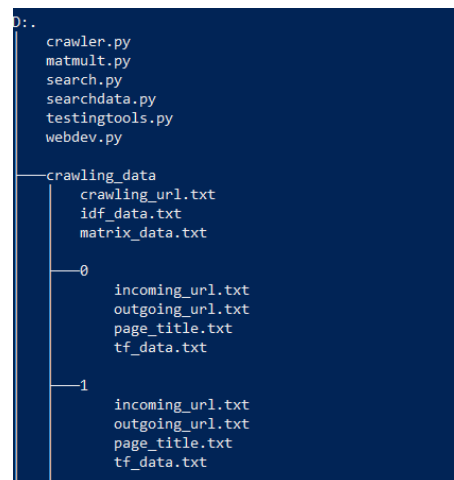 D:.
crawler.py
matmult.py
search.py
searchdata.py
testingtools.py
webdev.py
crawling_data
crawling_url.txt
idf_data.txt
matrix_data.txt
0
incoming_url.txt
outgoing_url.txt
page_title.txt
tf_data.txt
1
incoming_url.txt
outgoing_url.txt
page_title.txt
tf_data.txt